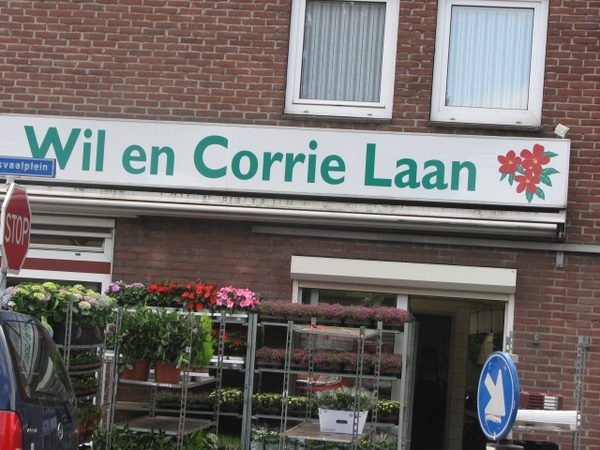 Wil en Corrie Laan
svaalplein
STOP